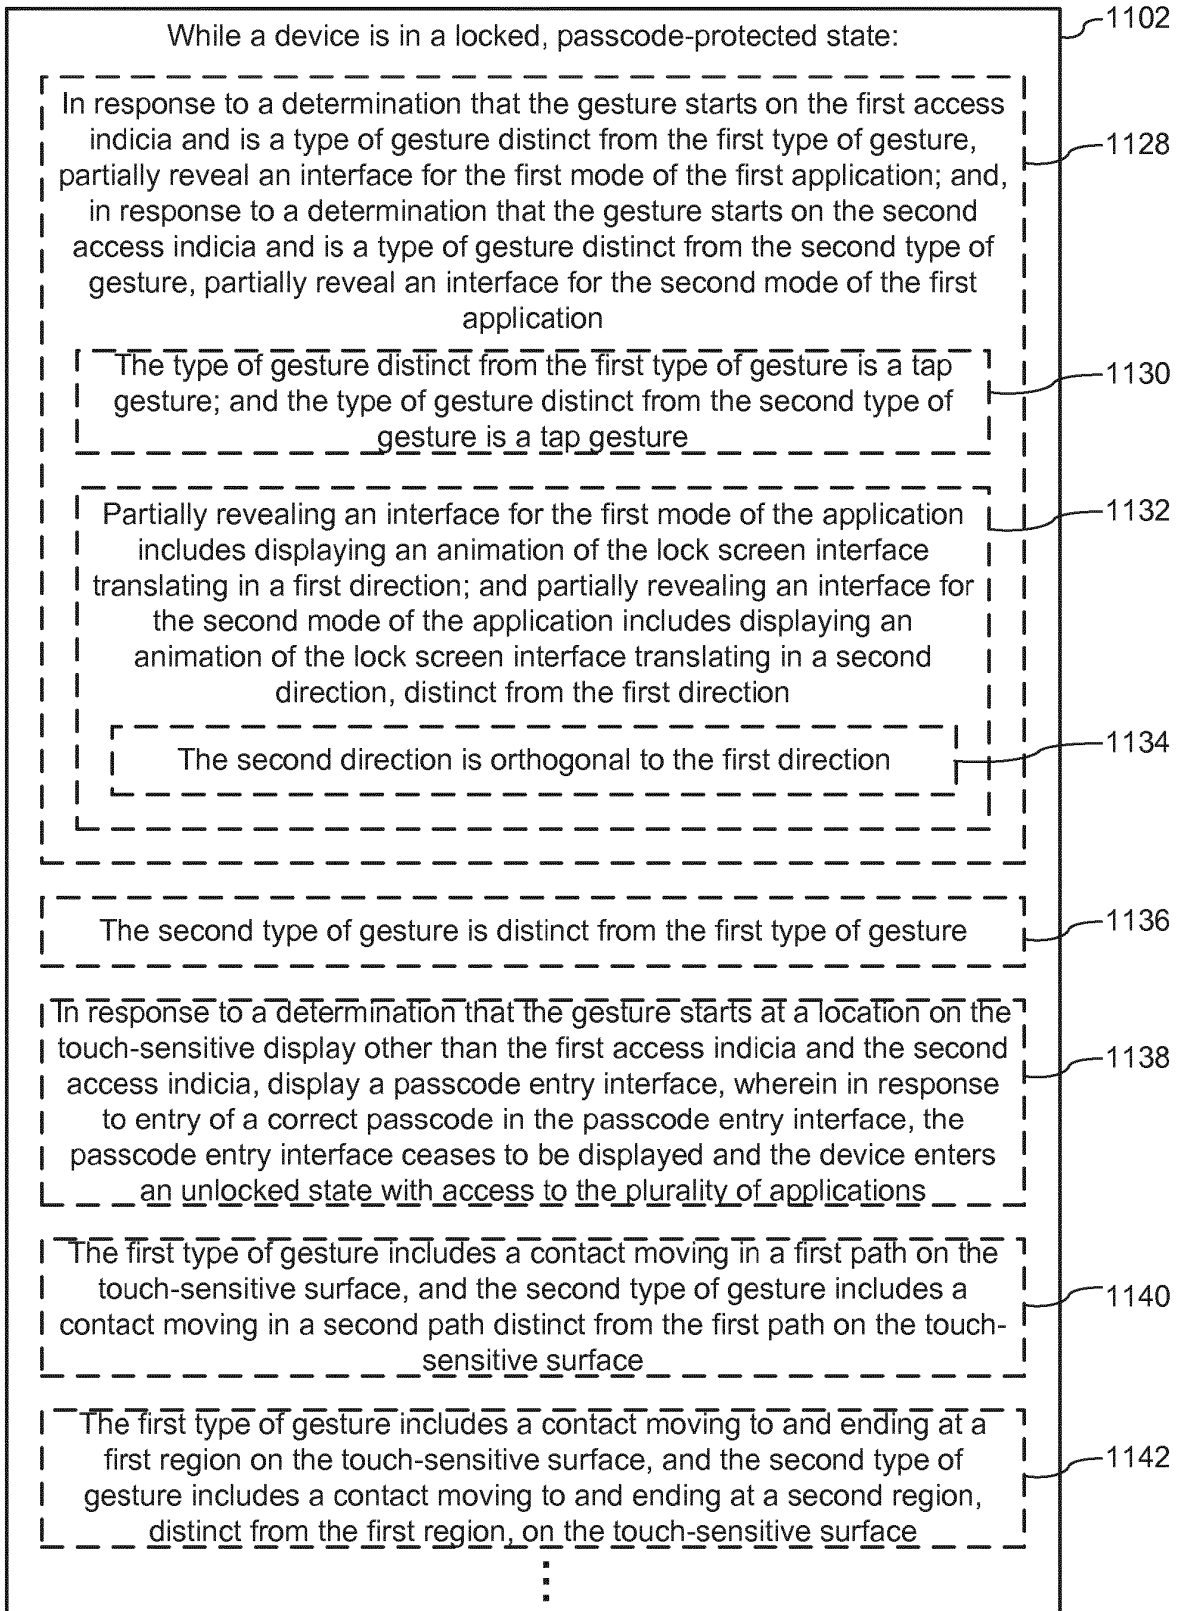 While a device is in a locked, passcode-protected state:
1102
In response to a determination that the gesture starts on the first access
indicia and is a type of gesture distinct from the first type of gesture,
1128
partially reveal an interface for the first mode of the first application; and,
in response to a determination that the gesture starts on the second
access indicia and is a type of gesture distinct from the second type of
gesture, partially reveal an interface for the second mode of the first
application
The type of gesture distinct from the first type of gesture is a tap
1130
gesture; and the type of gesture distinct from the second type of
gesture is a tap gesture
Partially revealing an interface for the first mode of the application
1132
includes displaying an animation of the lock screen interface
translating in a first direction; and partially revealing an interface for
the second mode of the application includes displaying an
animation of the lock screen interface translating in a second
direction, distinct from the first direction
The second direction is orthogonal to the first direction
1134
The second type of gesture is distinct from the first type of gesture
1136
In response to a determination that the gesture starts at a location on the
touch-sensitive display other than the first access indicia and the second
1138
access indicia, display a passcode entry interface, wherein in response
to entry of a correct passcode in the passcode entry interface, the
passcode entry interface ceases to be displayed and the device enters
an unlocked state with access to the plurality of applications
The first type of gesture includes a contact moving in a first path on the
touch-sensitive surface, and the second type of gesture includes a
1140
contact moving in a second path distinct from the first path on the touch-
sensitive surface
The first type of gesture includes a contact moving to and ending at a
first region on the touch-sensitive surface, and the second type of
1142
gesture includes a contact moving to and ending at a second region,
distinct from the first region, on the touch-sensitive surface